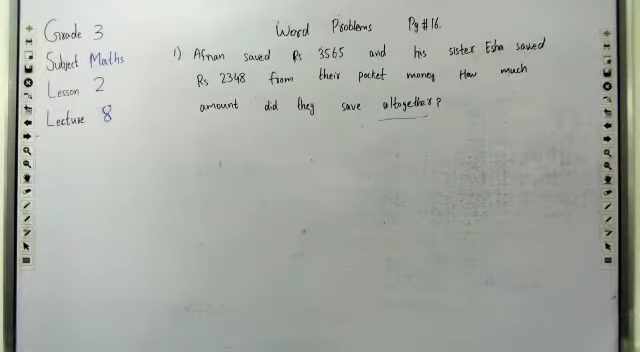 Grade 3
Subject Maths
Lesson 2
Lecture 8
Word Problems Pg # 16.
1) Afnan saved Rs 3565 and his sister Esha saved
Rs 2348 from their pocket money How much
amount did they save altogether?